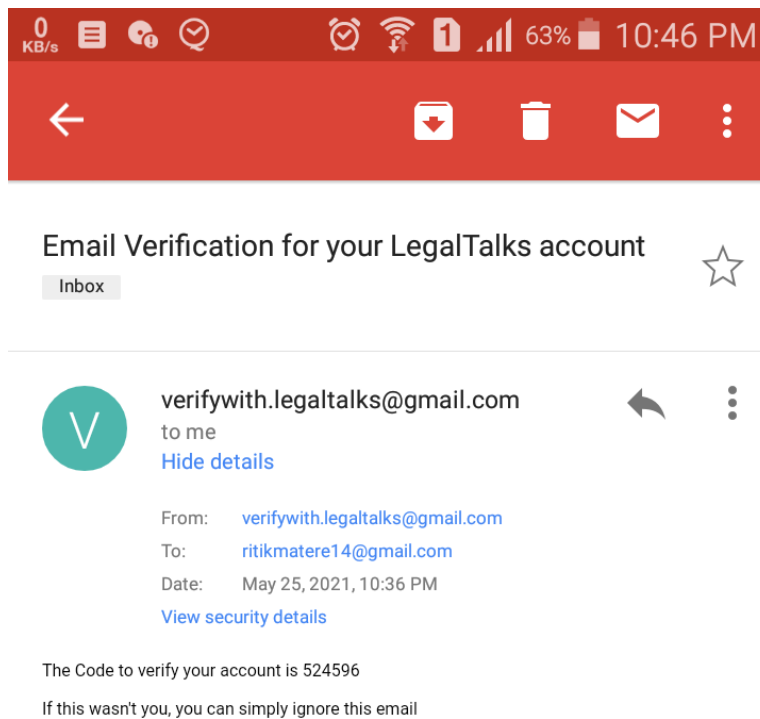 0
KB/s
1
63%
10:46 PM
Email Verification for your LegalTalks account
Inbox
V
verifywith.legaltalks@gmail.com
to me
Hide details
From: verifywith.legaltalks@gmail.com
To: ritikmatere14@gmail.com
Date: May 25, 2021, 10:36 PM
View security details
The Code to verify your account is 524596
If this wasn't you, you can simply ignore this email